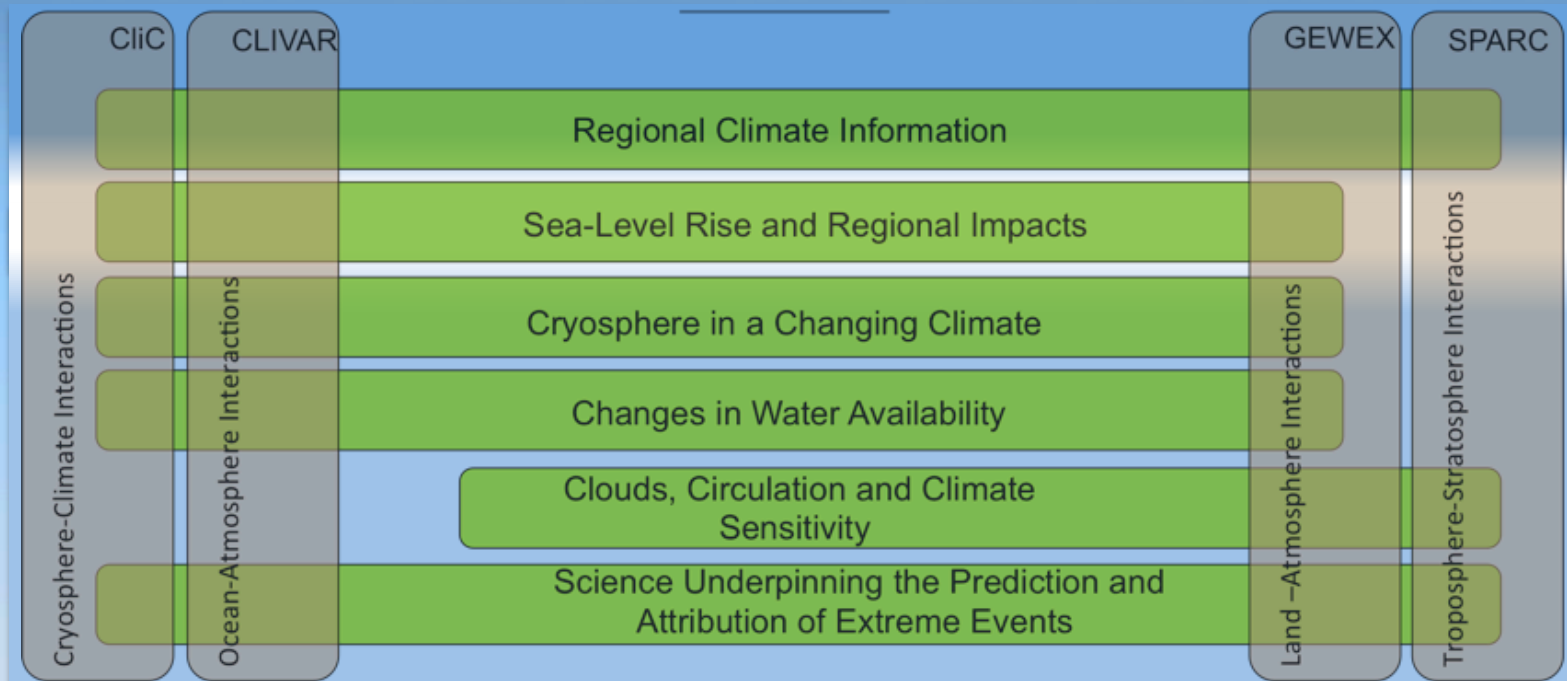 CliC
CLIVAR
GEWEX
SPARC
Regional Climate Information
Sea-Level Rise and Regional Impacts
Cryosphere in a Changing Climate
Changes in Water Availability
Clouds, Circulation and Climate
Sensitivity
Science Underpinning the Prediction and
Attribution of Extreme Events
Cryosphere-Climate Interactions
Ocean-Atmosphere Interactions
Land –Atmosphere Interactions
Troposphere-Stratosphere Interactions